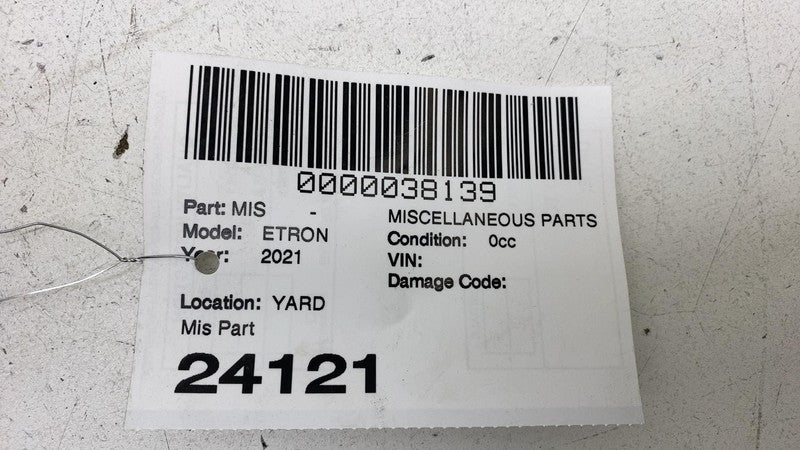 0000038139
Part: MIS - MISCELLANEOUS PARTS
Model: ETRON Condition: 0cc
Year: 2021 VIN:
Damage Code:
Location: YARD
Mis Part
24121